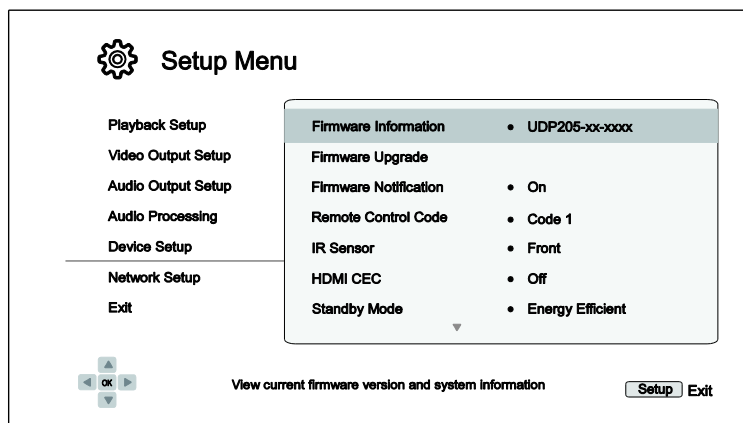 Setup Menu
Playback Setup
Video Output Setup
Audio Output Setup
Audio Processing
Device Setup
Network Setup
Exit
Firmware Information • UDP205-xx-xxxx
Firmware Upgrade
Firmware Notification • On
Remote Control Code • Code 1
IR Sensor • Front
HDMI CEC • Off
Standby Mode • Energy Efficient
OK
View current firmware version and system information
Setup Exit